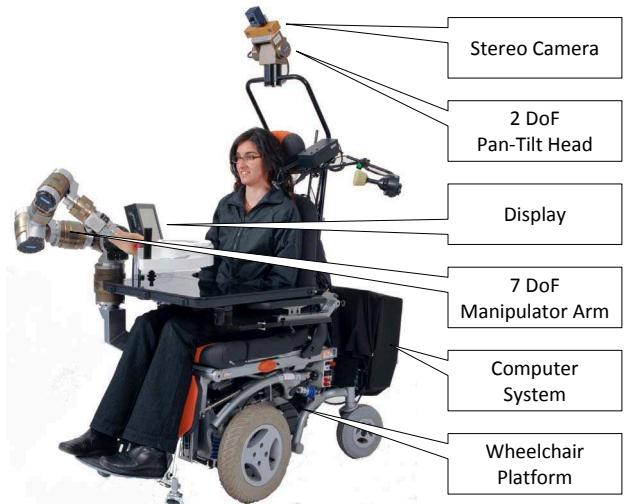 Stereo Camera
2 DoF
Pan-Tilt Head
Display
7 DoF
Manipulator Arm
Computer
System
Wheelchair
Platform